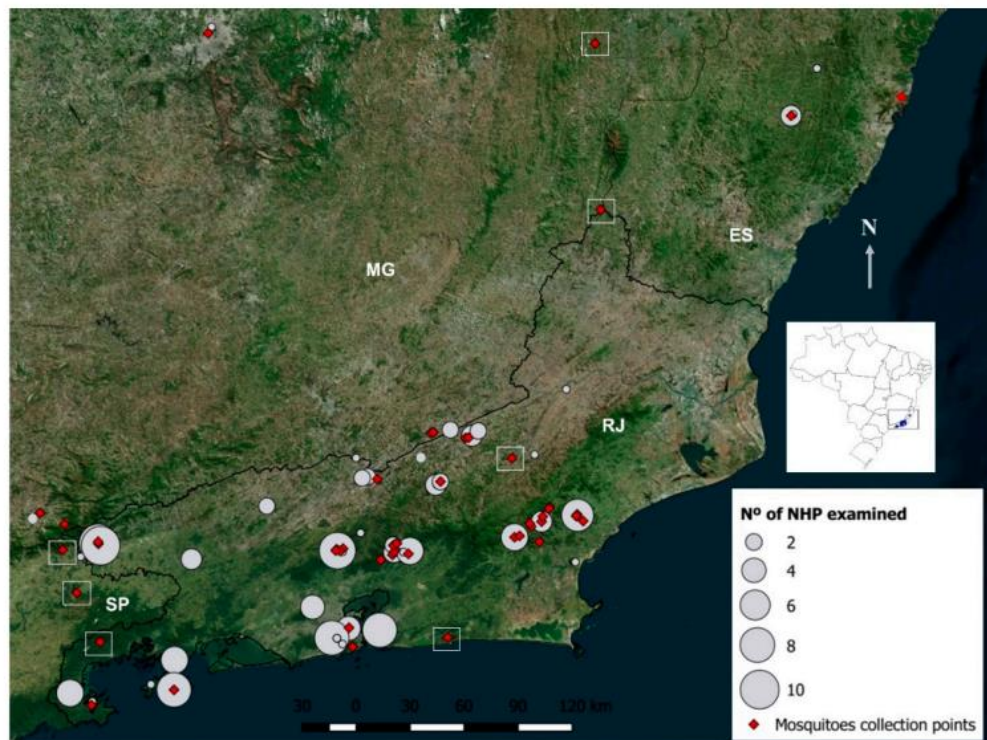 MG
ES
N
RJ
SP
30 0 30 60 90 120 km
Nº of NHP examined
2
4
6
8
10
Mosquitoes collection points